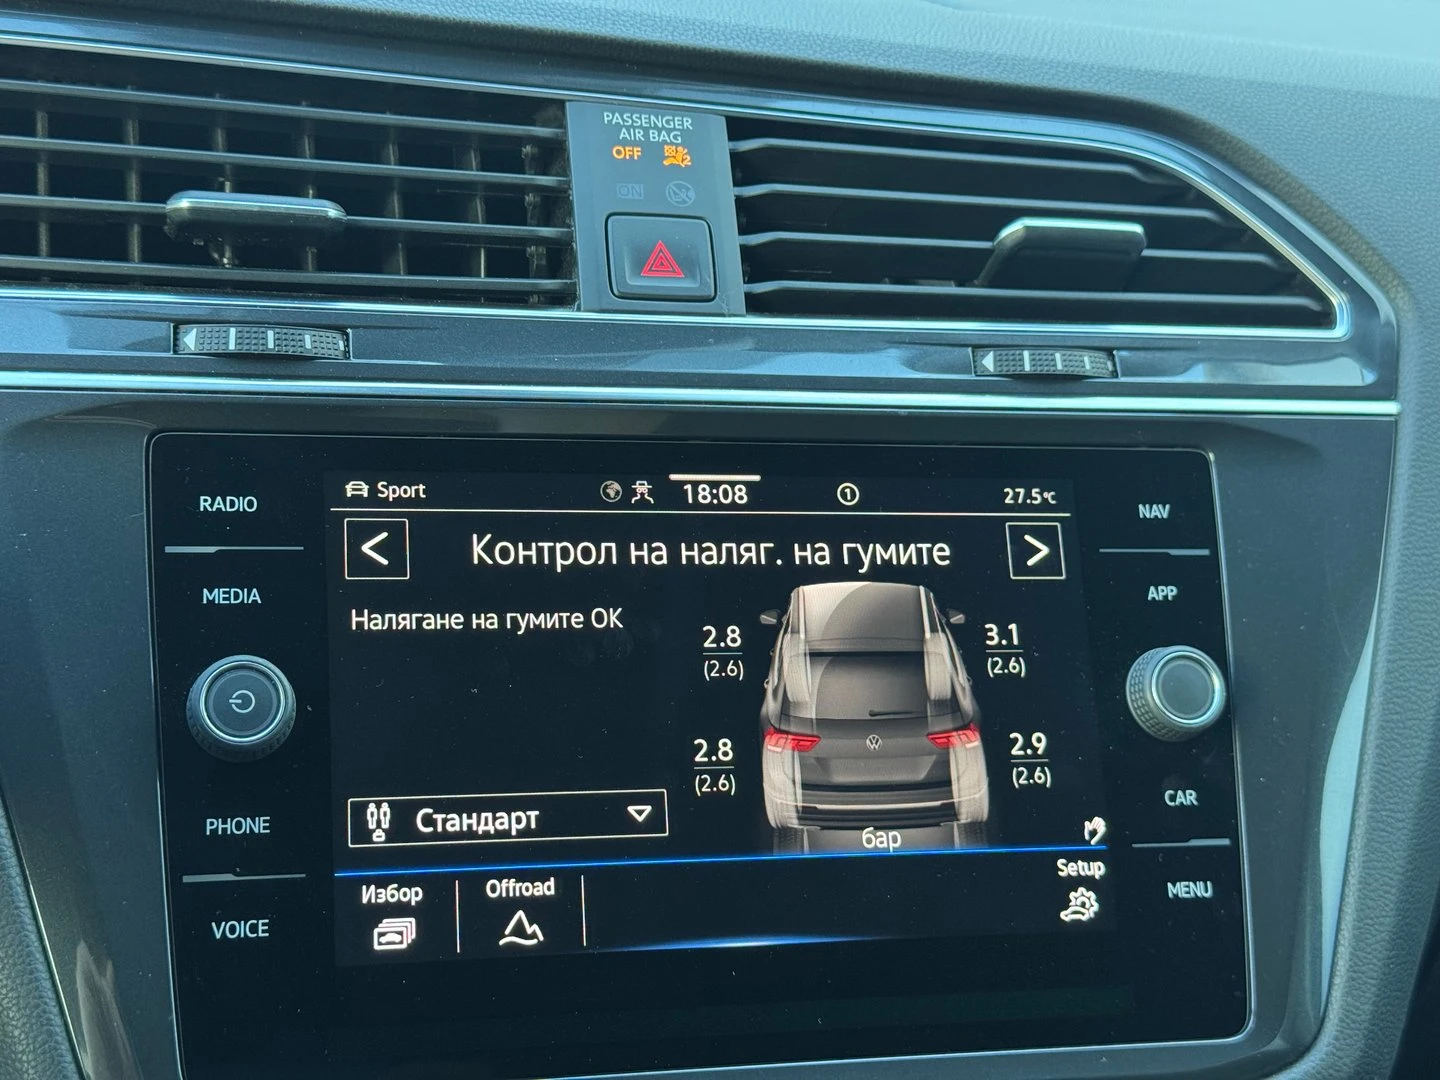 PASSENGER
AIR BAG
OFF
ON
RADIO
MEDIA
PHONE
VOICE
Sport
18:08
1
27.5°C
Контрол на наляг. на гумите
Налягане на гумите ОК
2.8
(2.6)
3.1
(2.6)
2.8
(2.6)
2.9
(2.6)
бар
Стандарт
Избор
Offroad
Setup
NAV
APP
CAR
MENU